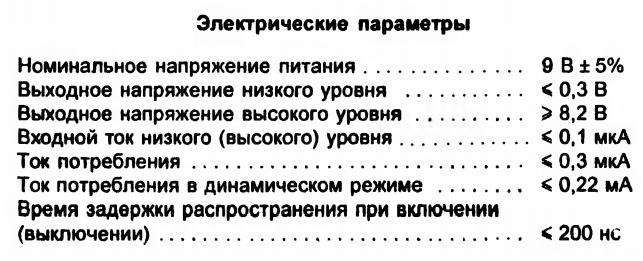 Электрические параметры
Номинальное напряжение питания . . . . . . . . . . . . . . 9 В ± 5%
Выходное напряжение низкого уровня . . . . . . . . . . ⩽ 0,3 В
Выходное напряжение высокого уровня . . . . . . . . . . ⩾ 8,2 В
Входной ток низкого (высокого) уровня . . . . . . . . . . . ⩽ 0,1 мкА
Ток потребления . . . . . . . . . . . . . . . . . . . . . . . . . . . . ⩽ 0,3 мкА
Ток потребления в динамическом режиме . . . . . . . . ⩽ 0,22 мА
Время задержки распространения при включении
(выключении) . . . . . . . . . . . . . . . . . . . . . . . . . . . . . . . < 200 нс